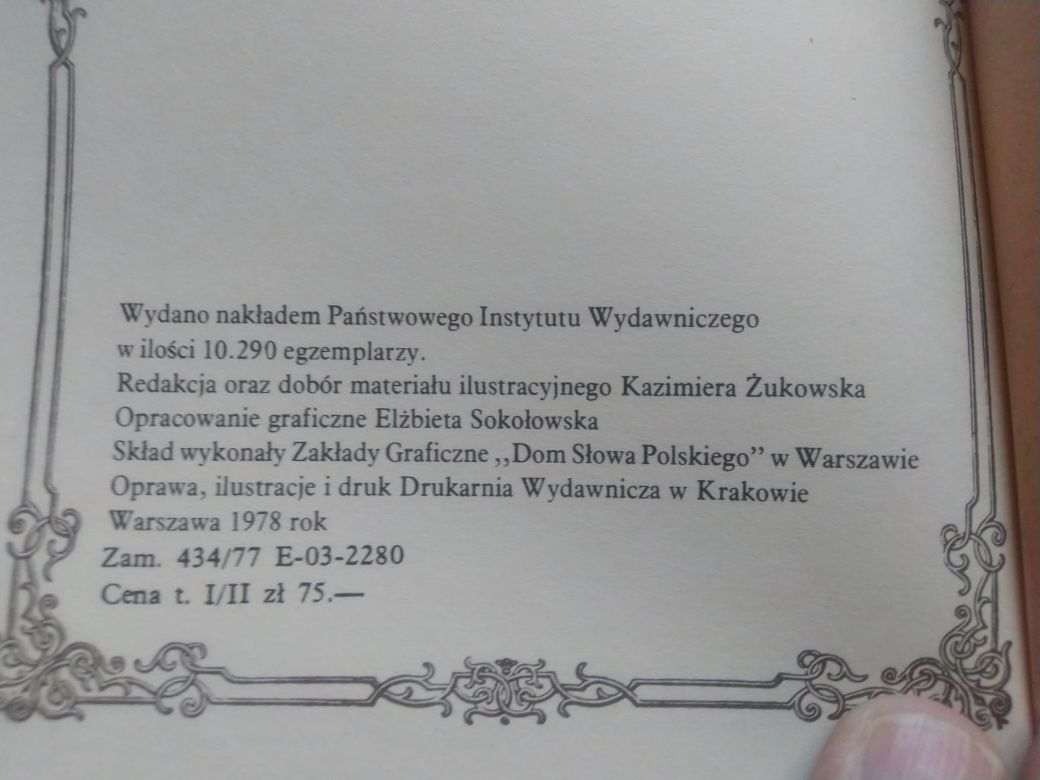 Wydano nakładem Państwowego Instytutu Wydawniczego
w ilości 10.290 egzemplarzy.
Redakcja oraz dobór materiału ilustracyjnego Kazimiera Żukowska
Opracowanie graficzne Elżbieta Sokołowska
Skład wykonały Zakłady Graficzne ,,Dom Słowa Polskiego” w Warszawie
Oprawa, ilustracje i druk Drukarnia Wydawnicza w Krakowie
Warszawa 1978 rok
Zam. 434/77 E-03-2280
Cena t. I/II zł 75.—